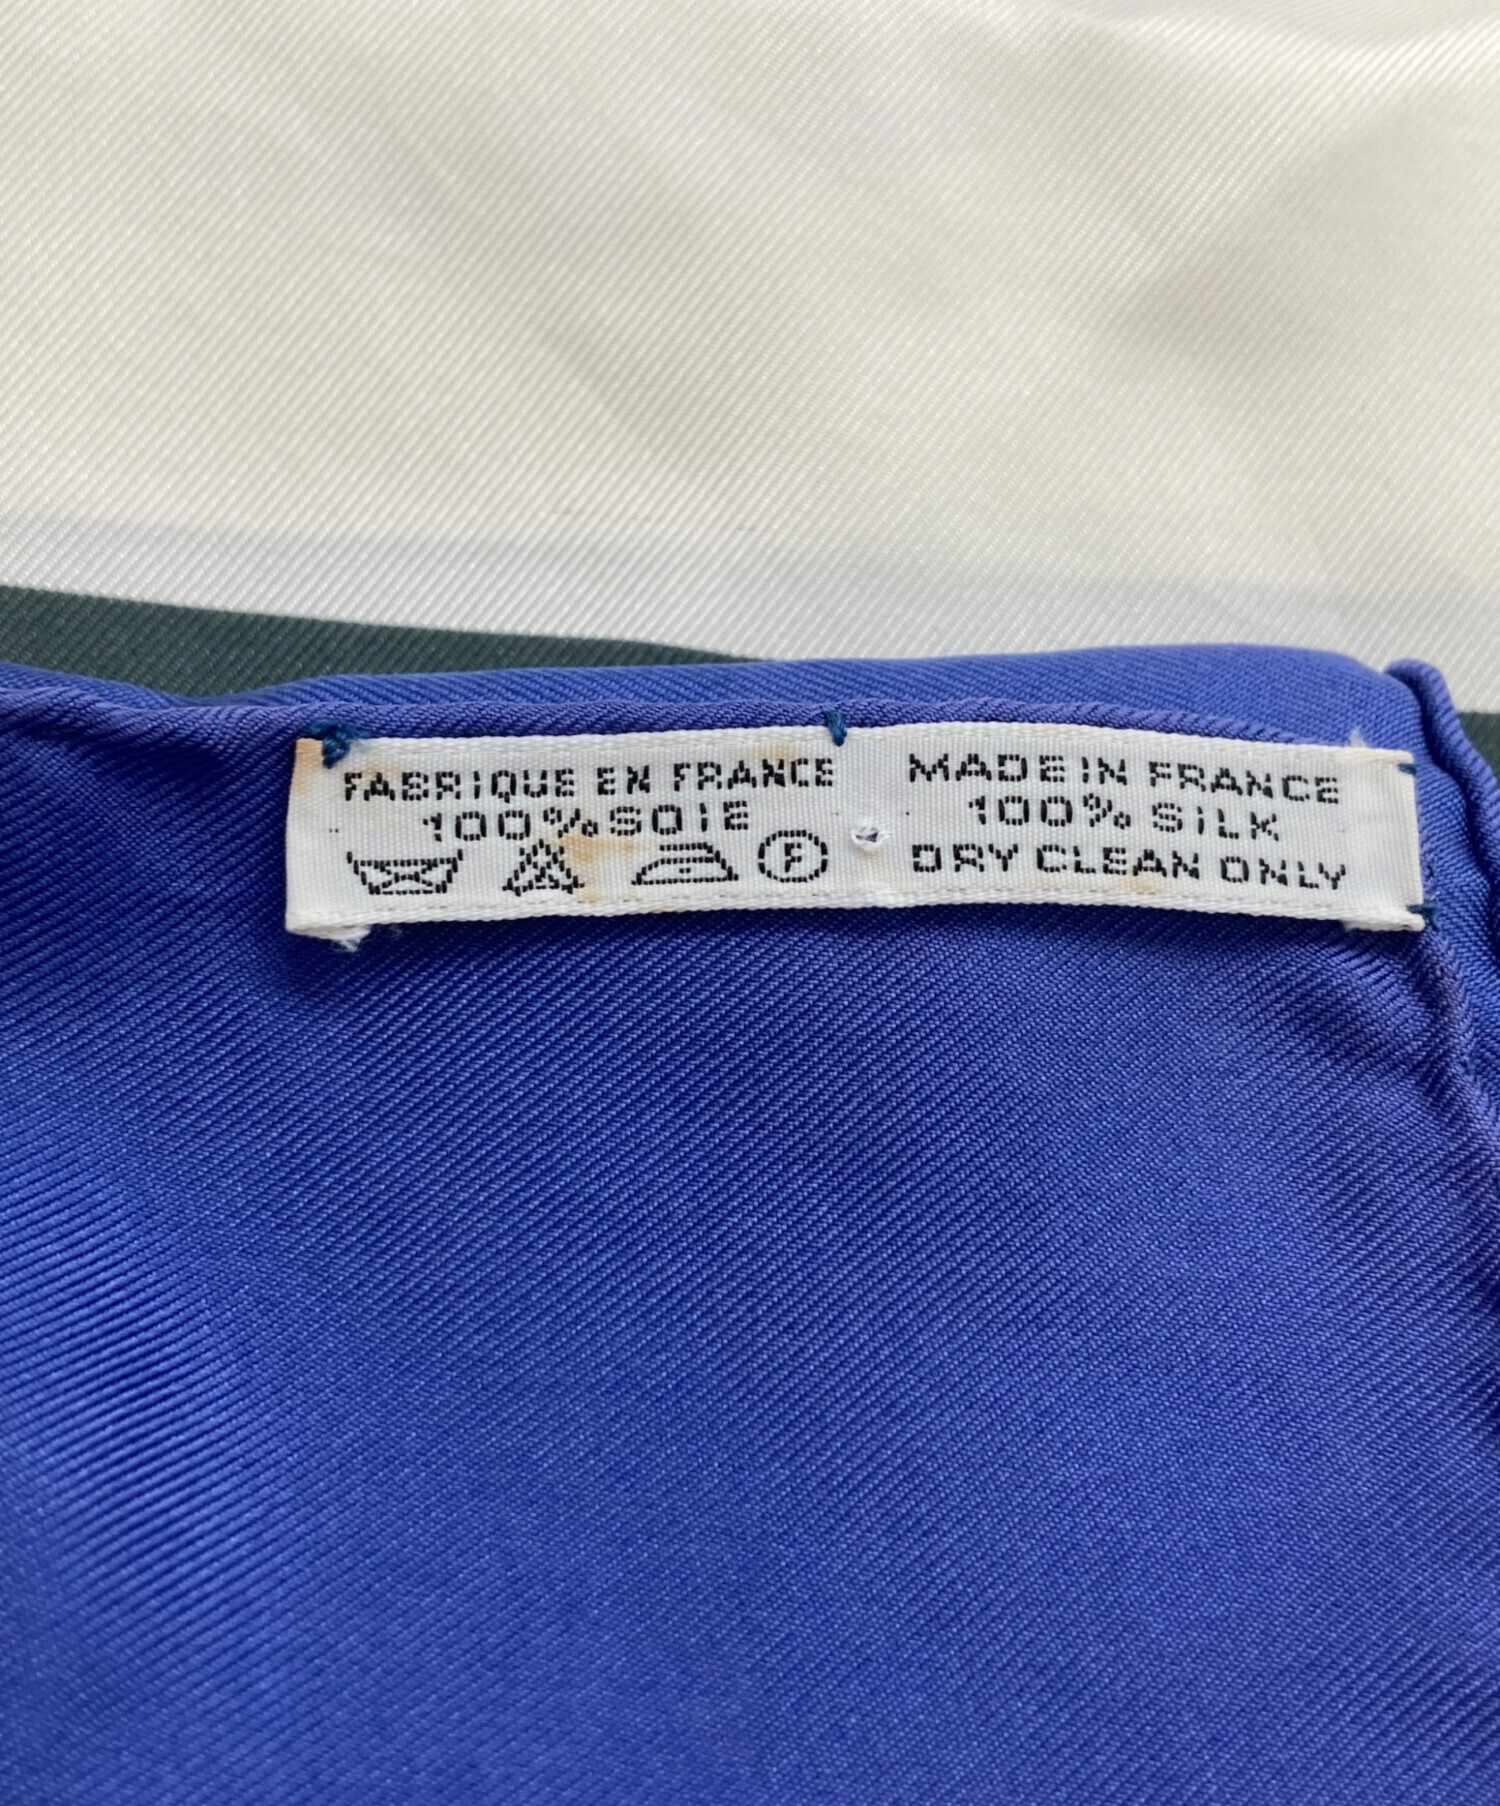 FABRIQUE EN FRANCE
100% SOIE
F
MADE IN FRANCE
100% SILK
DRY CLEAN ONLY